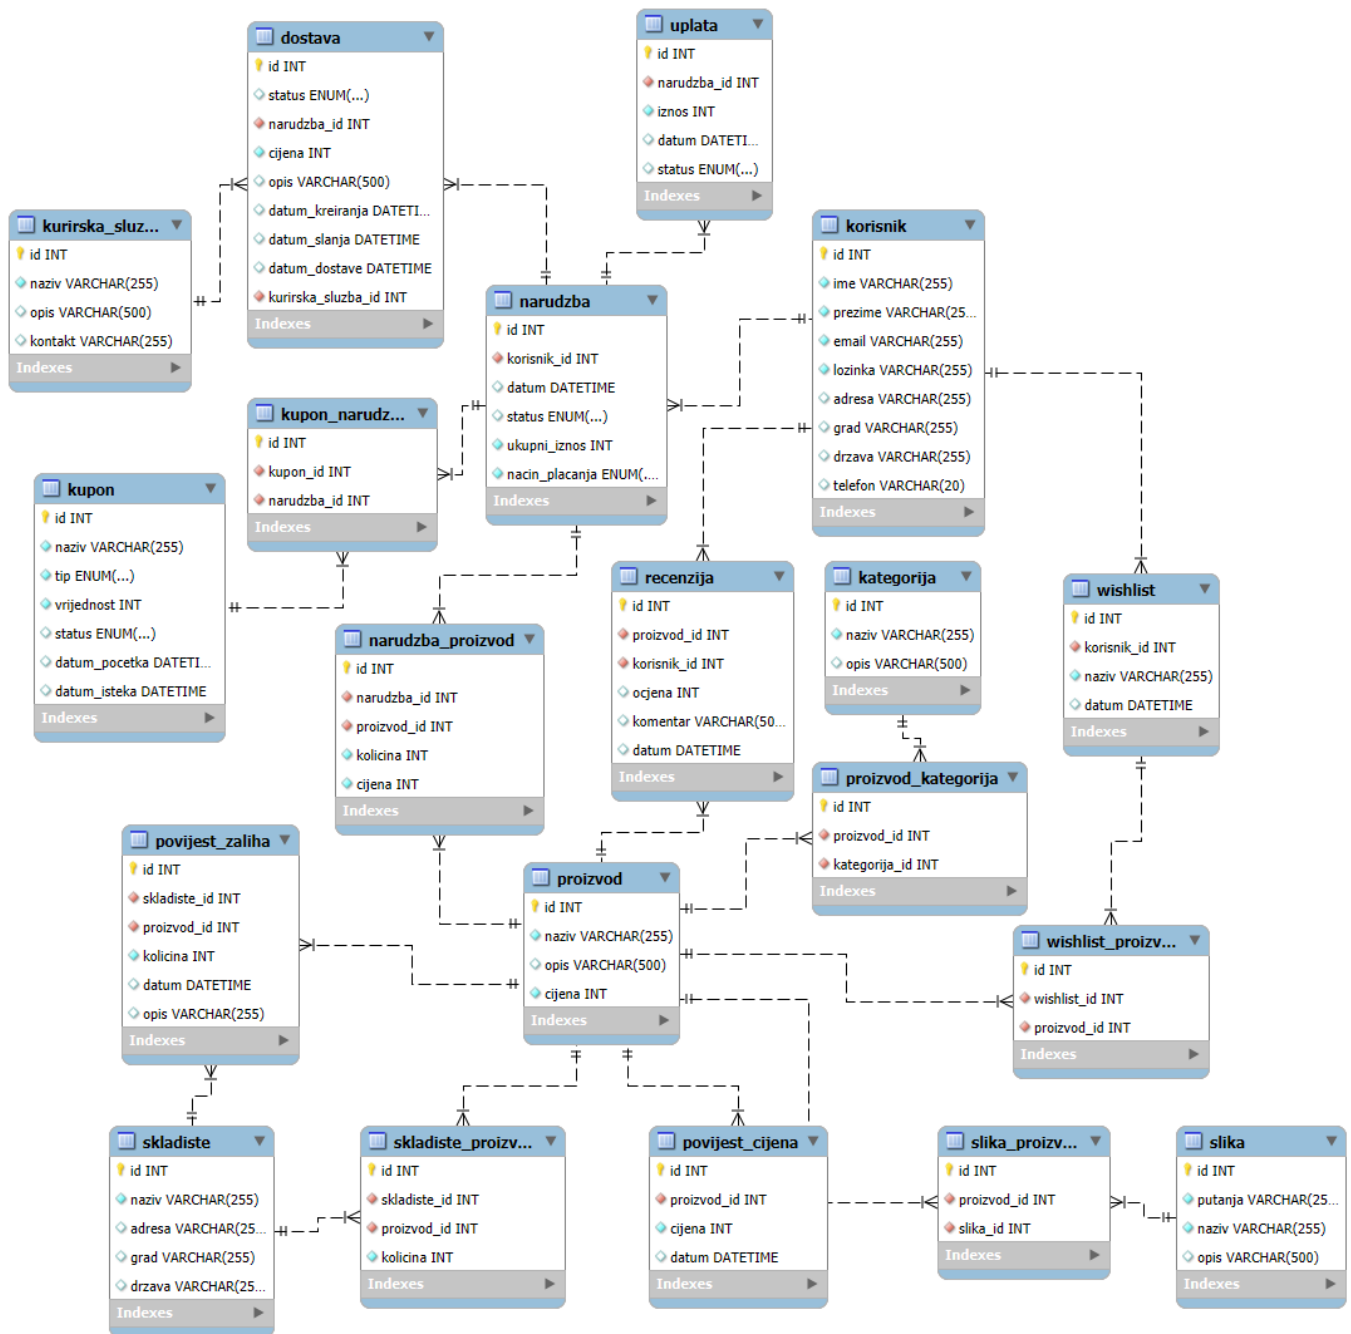 dostava
id INT
status ENUM(...)
narudzba_id INT
cijena INT
opis VARCHAR(500)
datum_kreiranja DATETI...
datum_slanja DATETIME
datum_dostave DATETIME
kurirska_sluzba_id INT
Indexes
uplata
id INT
narudzba_id INT
iznos INT
datum DATETI...
status ENUM(...)
Indexes
kurirska_sluz...
id INT
naziv VARCHAR(255)
opis VARCHAR(500)
kontakt VARCHAR(255)
Indexes
narudzba
id INT
korisnik_id INT
datum DATETIME
status ENUM(...)
ukupni_iznos INT
nacin_placanja ENUM(....
Indexes
korisnik
id INT
ime VARCHAR(255)
prezime VARCHAR(25...
email VARCHAR(255)
lozinka VARCHAR(255)
adresa VARCHAR(255)
grad VARCHAR(255)
drzava VARCHAR(255)
telefon VARCHAR(20)
Indexes
kupon_narudz...
id INT
kupon_id INT
narudzba_id INT
Indexes
kupon
id INT
naziv VARCHAR(255)
tip ENUM(...)
vrijednost INT
status ENUM(...)
datum_pocetka DATETI...
datum_isteka DATETIME
Indexes
narudzba_proizvod
id INT
narudzba_id INT
proizvod_id INT
kolicina INT
cijena INT
Indexes
recenzija
id INT
proizvod_id INT
korisnik_id INT
ocjena INT
komentar VARCHAR(50...
datum DATETIME
Indexes
kategorija
id INT
naziv VARCHAR(255)
opis VARCHAR(500)
Indexes
wishlist
id INT
korisnik_id INT
naziv VARCHAR(255)
datum DATETIME
Indexes
proizvod_kategorija
id INT
proizvod_id INT
kategorija_id INT
Indexes
povijest_zaliha
id INT
skladiste_id INT
proizvod_id INT
kolicina INT
datum DATETIME
opis VARCHAR(255)
Indexes
proizvod
id INT
naziv VARCHAR(255)
opis VARCHAR(500)
cijena INT
Indexes
wishlist_proizv...
id INT
wishlist_id INT
proizvod_id INT
Indexes
skladiste
id INT
naziv VARCHAR(255)
adresa VARCHAR(25...
grad VARCHAR(255)
drzava VARCHAR(25...
Indexes
skladiste_proizv...
id INT
skladiste_id INT
proizvod_id INT
kolicina INT
Indexes
povijest_cijena
id INT
proizvod_id INT
cijena INT
datum DATETIME
Indexes
slika_proizv...
id INT
proizvod_id INT
slika_id INT
Indexes
slika
id INT
putanja VARCHAR(25...
naziv VARCHAR(255)
opis VARCHAR(500)
Indexes